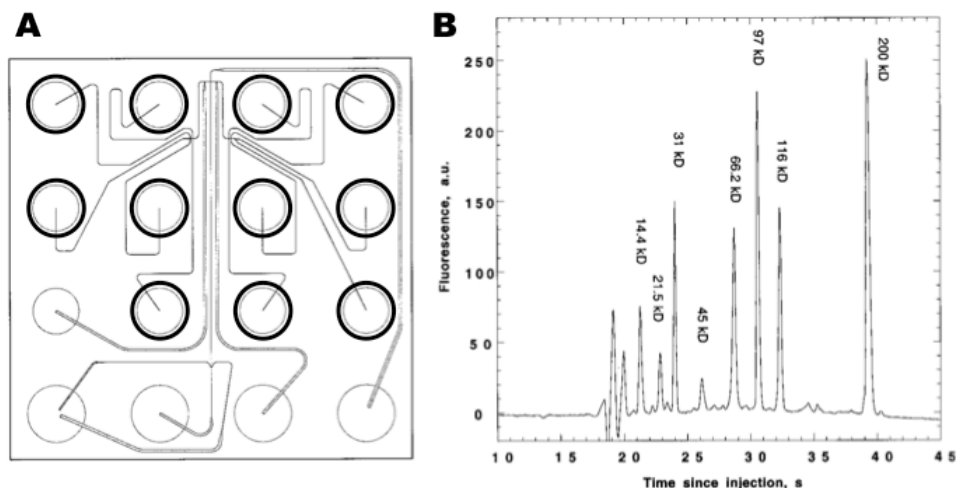 A
B
Fluorescence, a.u.
250
200
150
100
50
0
14.4 kD
21.5 kD
31 kD
45 kD
66.2 kD
97 kD
116 kD
200 kD
10 15 20 25 30 35 40 45
Time since injection, s